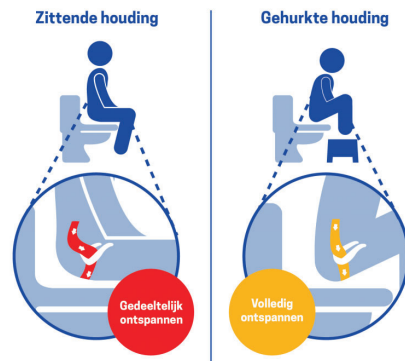 Zittende houding
Gehurkte houding
Gedeeltelijk
ontspannen
Volledig
ontspannen